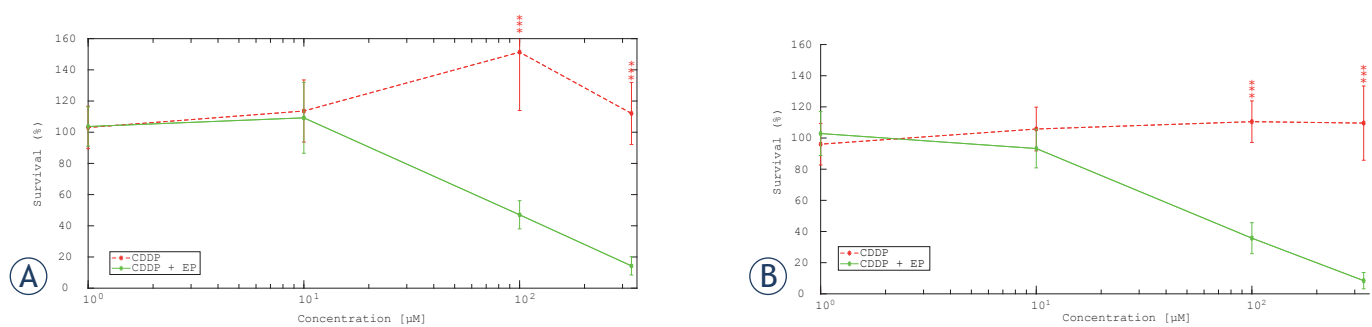 ***
***
160
140
120
100
80
60
40
20
0
Survival (%)
CDDP
CDDP + EP
10⁰
10¹
10²
Concentration [µM]
A
***
***
160
140
120
100
80
60
40
20
0
Survival (%)
CDDP
CDDP + EP
10⁰
10¹
10²
Concentration [µM]
B